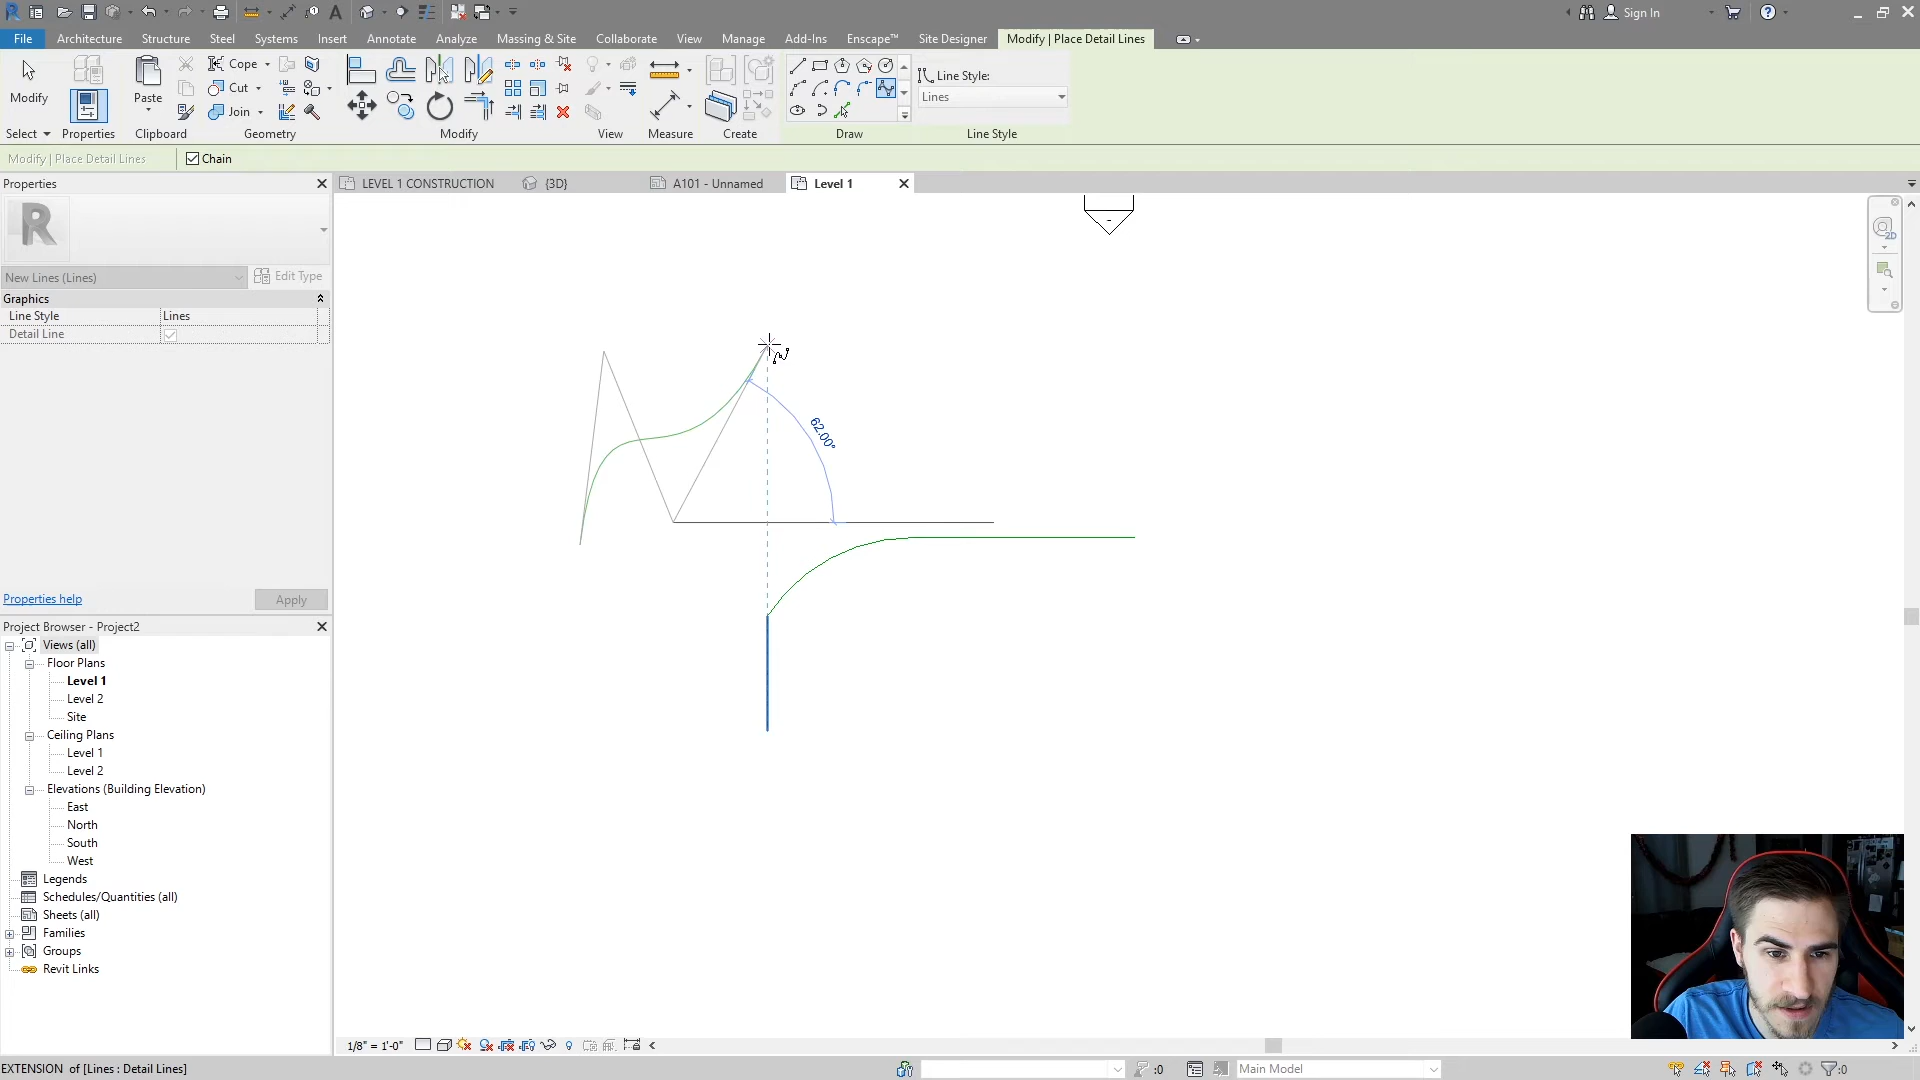 Sign In
File
Architecture
Structure
Steel
Systems
Insert
Annotate
Analyze
Massing & Site
Collaborate
View
Manage
Add-Ins
Enscape™
Site Designer
Modify | Place Detail Lines
Modify
Paste
Cope
Cut
Join
Line Style:
Lines
Select
Properties
Clipboard
Geometry
Modify
View
Measure
Create
Draw
Line Style
Modify | Place Detail Lines
Chain
Properties
LEVEL 1 CONSTRUCTION
{3D}
A101 - Unnamed
Level 1
R
2D
New Lines (Lines)
Edit Type
Graphics
Line Style
Lines
Detail Line
62.00°
Properties help
Apply
Project Browser - Project2
Views (all)
Floor Plans
Level 1
Level 2
Site
Ceiling Plans
Level 1
Level 2
Elevations (Building Elevation)
East
North
South
West
Legends
Schedules/Quantities (all)
Sheets (all)
Families
Groups
Revit Links
1/8" = 1'-0"
EXTENSION of [Lines : Detail Lines]
:0
Main Model
:0